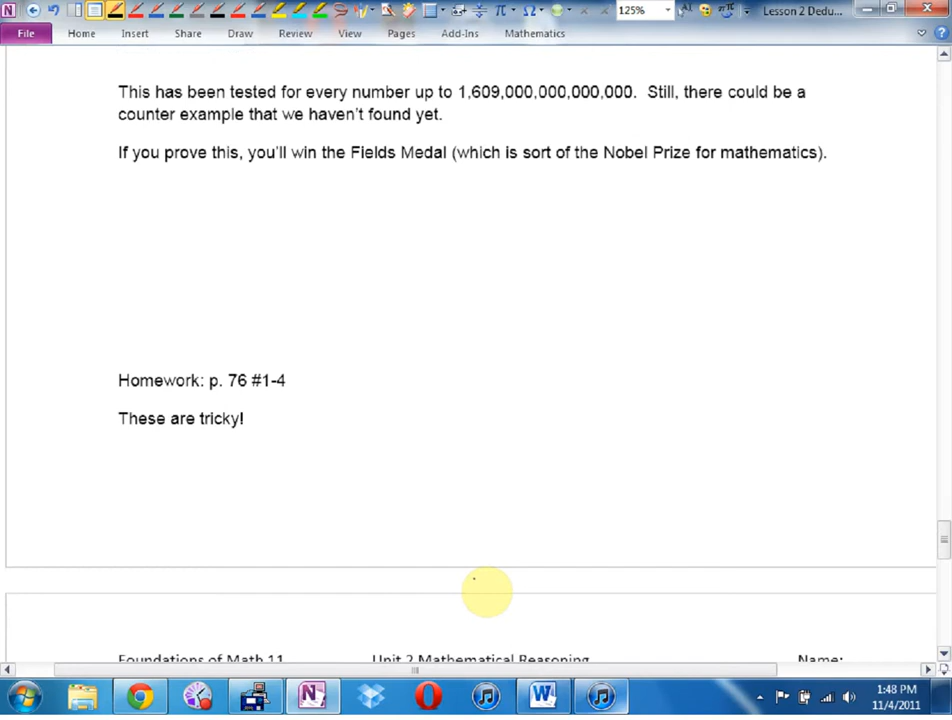 125%
Lesson 2 Dedu...
File Home Insert Share Draw Review View Pages Add-Ins Mathematics
This has been tested for every number up to 1,609,000,000,000,000. Still, there could be a
counter example that we haven't found yet.
If you prove this, you'll win the Fields Medal (which is sort of the Nobel Prize for mathematics).
Homework: p. 76 #1-4
These are tricky!
Foundations of Math 11 Unit 2 Mathematical Reasoning Name:
1:48 PM
11/4/2011